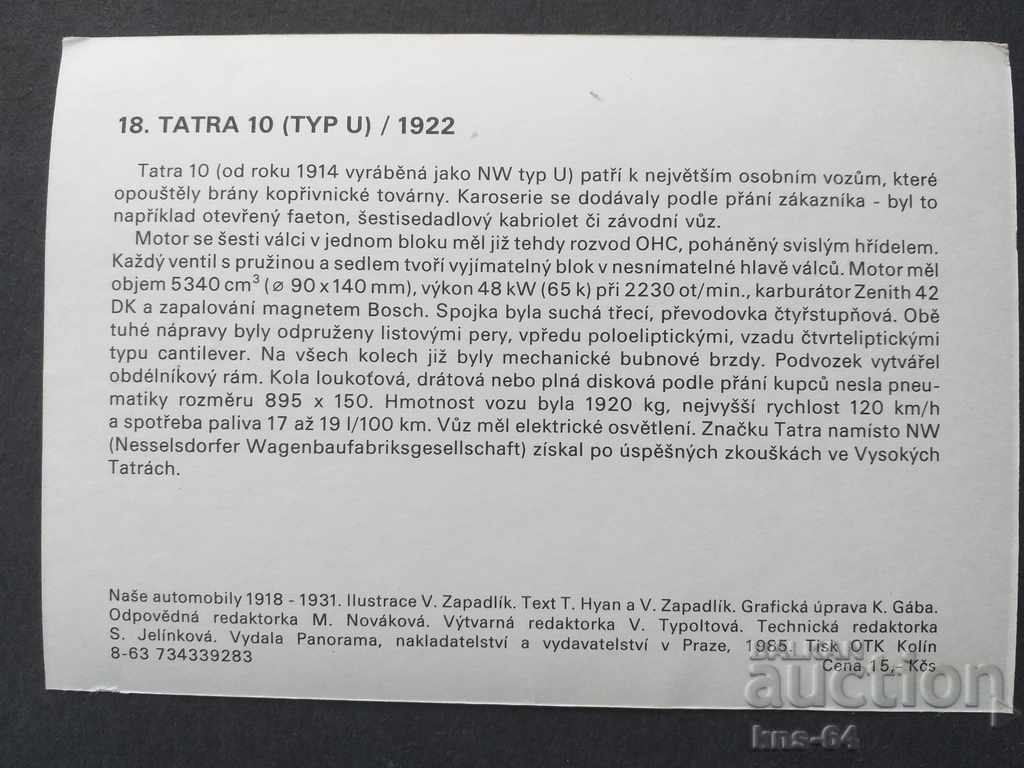 18. TATRA 10 (TYP U) / 1922
Tatra 10 (od roku 1914 vyráběná jako NW typ U) patří k největším osobním vozům, které
opouštěly brány kopřivnické továrny. Karoserie se dodávaly podle přání zákazníka - byl to
například otevřený faeton, šestisedadlový kabriolet či závodní vůz.
Motor se šesti válci v jednom bloku měl již tehdy rozvod OHC, poháněný svislým hřídelem.
Každý ventil s pružinou a sedlem tvoří vyjímatelný blok v nesnímatelné hlavě válců. Motor měl
objem 5340 cm³ (ø 90 x 140 mm), výkon 48 kW (65 k) při 2230 ot/min., karburátor Zenith 42
DK a zapalování magnetem Bosch. Spojka byla suchá třecí, převodovka čtyřstupňová. Obě
tuhé nápravy byly odpruženy listovými pery, vpředu poloeliptickými, vzadu čtvrteliptickými
typu cantilever. Na všech kolech již byly mechanické bubnové brzdy. Podvozek vytvářel
obdélníkový rám. Kola loukoťová, drátová nebo plná disková podle přání kupců nesla pneu-
matiky rozměru 895 x 150. Hmotnost vozu byla 1920 kg, nejvyšší rychlost 120 km/h
a spotřeba paliva 17 až 19 l/100 km. Vůz měl elektrické osvětlení. Značku Tatra namísto NW
(Nesselsdorfer Wagenbaufabriksgesellschaft) získal po úspěšných zkouškách ve Vysokých
Tatrách.
Naše automobily 1918 - 1931. Ilustrace V. Zapadlík. Text T. Hyan a V. Zapadlík. Grafická úprava K. Gába.
Odpovědná redaktorka M. Nováková. Výtvarná redaktorka V. Typoltová. Technická redaktorka
S. Jelínková. Vydala Panorama, nakladatelství a vydavatelství v Praze, 1985. Tisk OTK Kolín
8-63 734339283
Cena 15,- Kčs
BALKAN
auction
kns-64